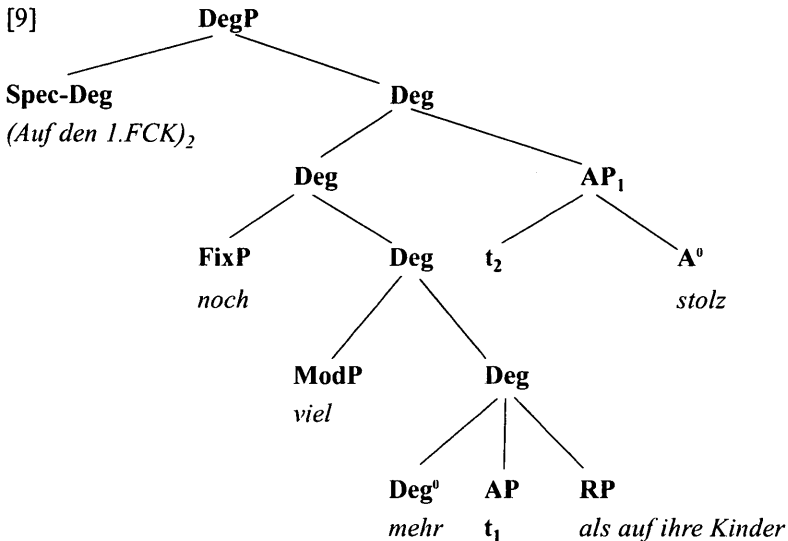 [9] DegP
Spec-Deg Deg
(Auf den 1.FCK)₂
Deg AP₁
FixP Deg t₂ A⁰
noch stolz
ModP Deg
viel
Deg⁰ AP RP
mehr t₁ als auf ihre Kinder